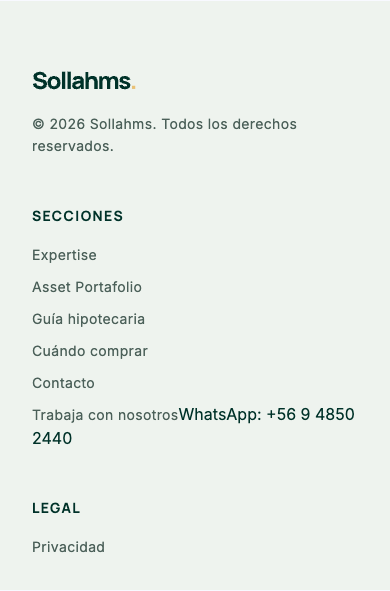 Sollahms.
© 2026 Sollahms. Todos los derechos
reservados.
SECCIONES
Expertise
Asset Portafolio
Guía hipotecaria
Cuándo comprar
Contacto
Trabaja con nosotrosWhatsApp: +56 9 4850
2440
LEGAL
Privacidad